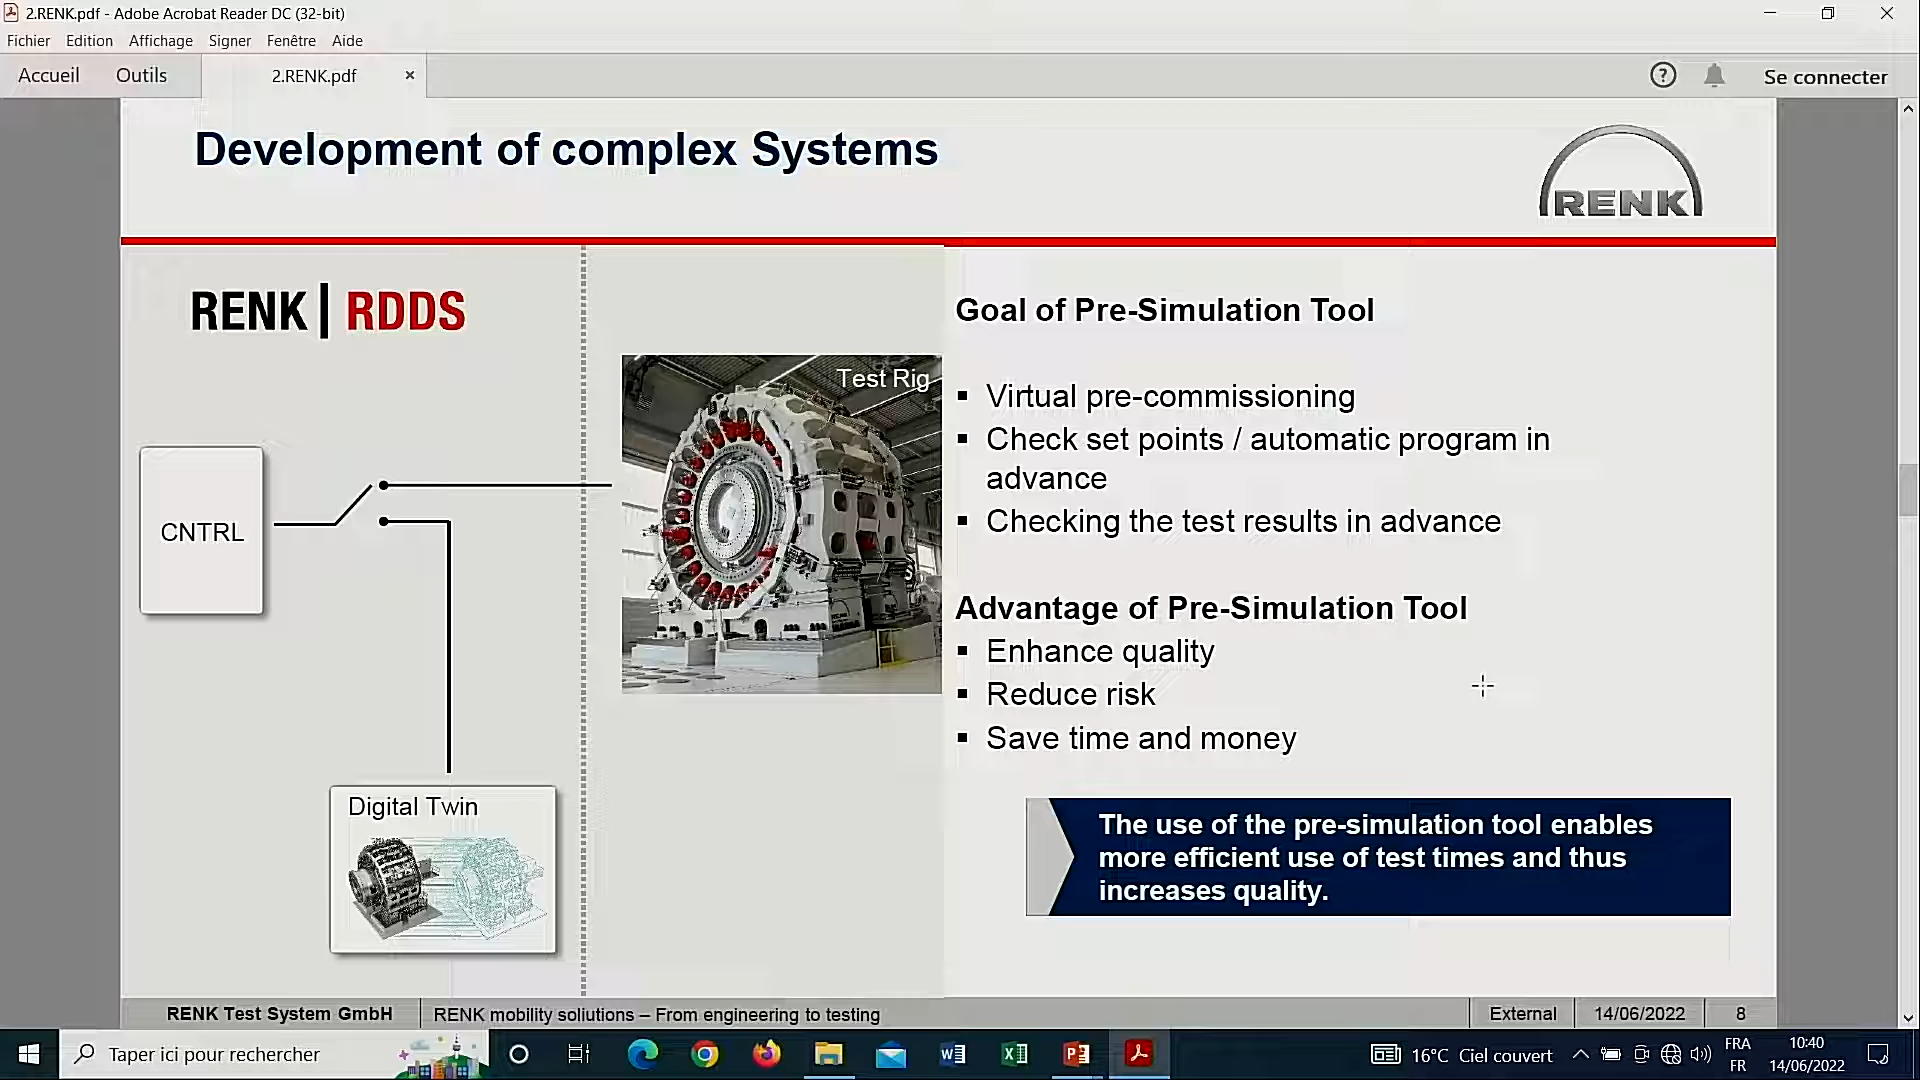 2.RENK.pdf - Adobe Acrobat Reader DC (32-bit)
Fichier Edition Affichage Signer Fenêtre Aide
Accueil Outils 2.RENK.pdf × ? Se connecter
Development of complex Systems
RENK
RENK | RDDS
Test Rig
CNTRL
Digital Twin
Goal of Pre-Simulation Tool
▪ Virtual pre-commissioning
▪ Check set points / automatic program in
advance
▪ Checking the test results in advance
Advantage of Pre-Simulation Tool
▪ Enhance quality
▪ Reduce risk
▪ Save time and money
The use of the pre-simulation tool enables
more efficient use of test times and thus
increases quality.
RENK Test System GmbH RENK mobility soliutions – From engineering to testing External 14/06/2022 8
Taper ici pour rechercher
16°C Ciel couvert
FRA
FR
10:40
14/06/2022